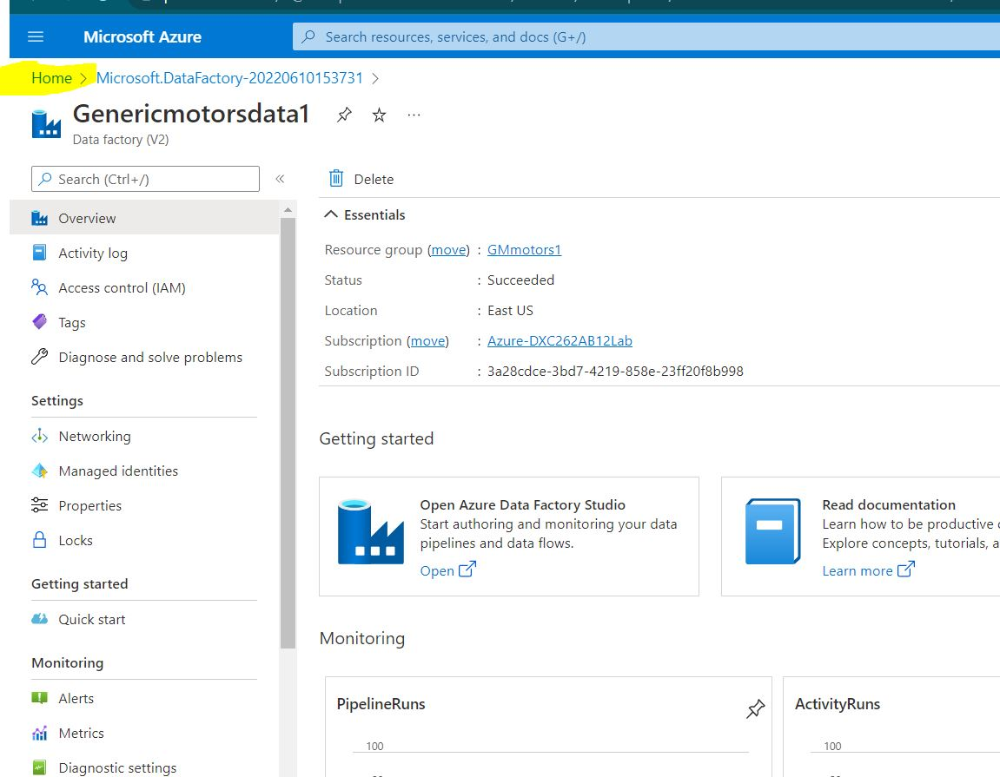 Microsoft Azure
Search resources, services, and docs (G+/)
Home > Microsoft.DataFactory-20220610153731 >
Genericmotorsdata1
...
Data factory (V2)
Search (Ctrl+/)
«
Overview
Activity log
Access control (IAM)
Tags
Diagnose and solve problems
Settings
Networking
Managed identities
Properties
Locks
Getting started
Quick start
Monitoring
Alerts
Metrics
Diagnostic settings
Delete
Essentials
Resource group (move) : GMmotors1
Status : Succeeded
Location : East US
Subscription (move) : Azure-DXC262AB12Lab
Subscription ID : 3a28cdce-3bd7-4219-858e-23ff20f8b998
Getting started
Open Azure Data Factory Studio
Start authoring and monitoring your data
pipelines and data flows.
Open
Read documentation
Learn how to be productive
Explore concepts, tutorials, a
Learn more
Monitoring
PipelineRuns
100
ActivityRuns
100